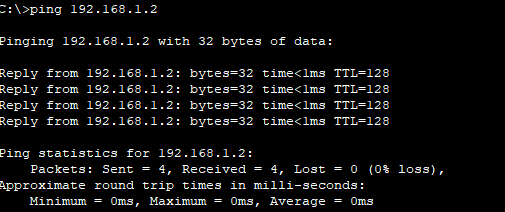 C:\>ping 192.168.1.2
Pinging 192.168.1.2 with 32 bytes of data:
Reply from 192.168.1.2: bytes=32 time<1ms TTL=128
Reply from 192.168.1.2: bytes=32 time<1ms TTL=128
Reply from 192.168.1.2: bytes=32 time<1ms TTL=128
Reply from 192.168.1.2: bytes=32 time<1ms TTL=128
Ping statistics for 192.168.1.2:
Packets: Sent = 4, Received = 4, Lost = 0 (0% loss),
Approximate round trip times in milli-seconds:
Minimum = 0ms, Maximum = 0ms, Average = 0ms